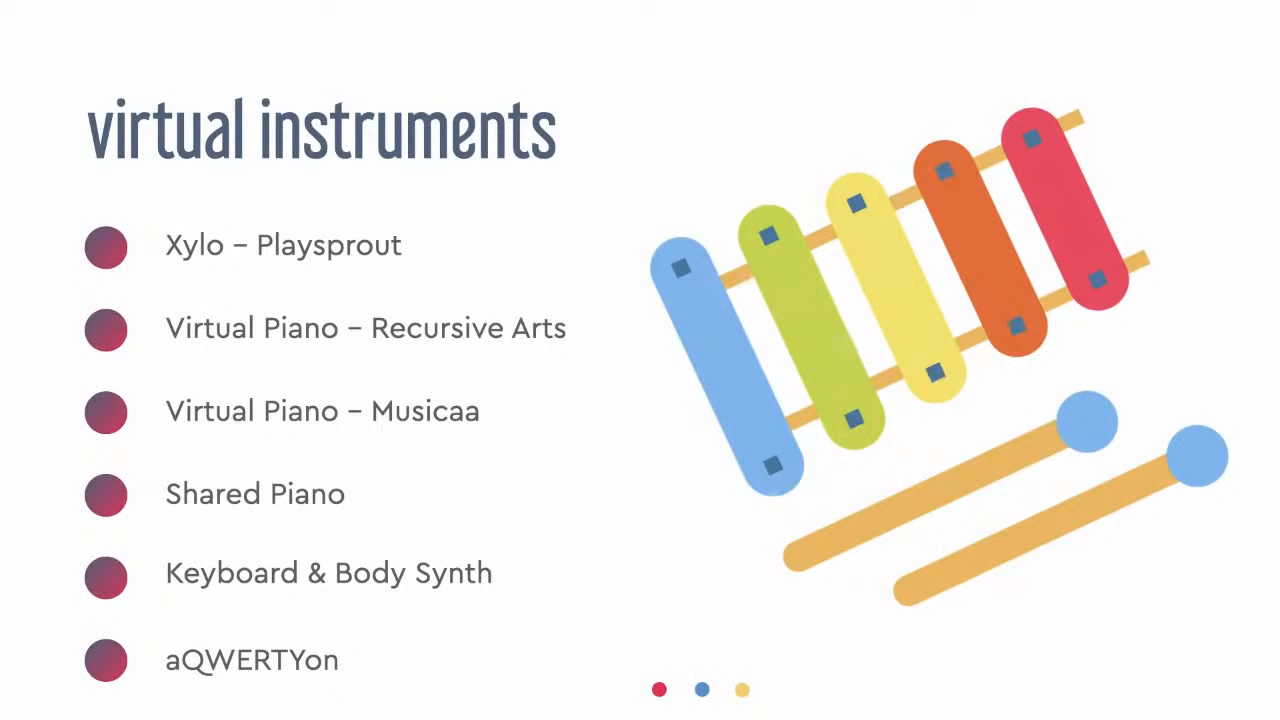 virtual instruments
Xylo – Playsprout
Virtual Piano – Recursive Arts
Virtual Piano – Musicaa
Shared Piano
Keyboard & Body Synth
aQWERTYon